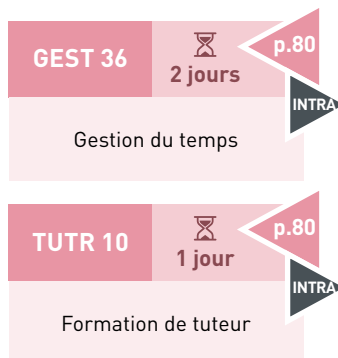 GEST 36
2 jours
p.80
INTRA
Gestion du temps
TUTR 10
1 jour
p.80
INTRA
Formation de tuteur